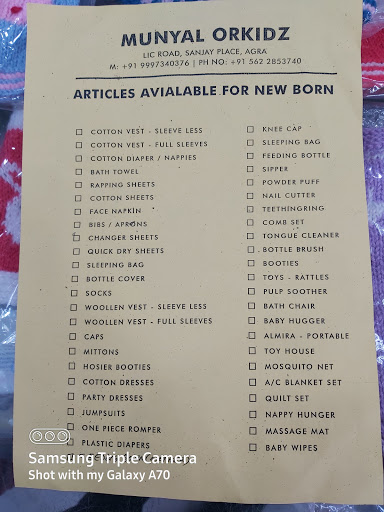 MUNYAL ORKIDZ
LIC ROAD, SANJAY PLACE, AGRA
M: +91 9997340376 | PH NO: +91 562 2853740
ARTICLES AVIALABLE FOR NEW BORN
COTTON VEST - SLEEVE LESS
COTTON VEST - FULL SLEEVES
COTTON DIAPER / NAPPIES
BATH TOWEL
RAPPING SHEETS
COTTON SHEETS
FACE NAPKIN
BIBS / APRONS
CHANGER SHEETS
QUICK DRY SHEETS
SLEEPING BAG
BOTTLE COVER
SOCKS
WOOLLEN VEST - SLEEVE LESS
WOOLLEN VEST - FULL SLEEVES
CAPS
MITTONS
HOSIER BOOTIES
COTTON DRESSES
PARTY DRESSES
JUMPSUITS
ONE PIECE ROMPER
PLASTIC DIAPERS
KNEE CAP
SLEEPING BAG
FEEDING BOTTLE
SIPPER
POWDER PUFF
NAIL CUTTER
TEETHINGRING
COMB SET
TONGUE CLEANER
BOTTLE BRUSH
BOOTIES
TOYS - RATTLES
PULP SOOTHER
BATH CHAIR
BABY HUGGER
ALMIRA - PORTABLE
TOY HOUSE
MOSQUITO NET
A/C BLANKET SET
QUILT SET
NAPPY HUNGER
MASSAGE MAT
BABY WIPES
Samsung Triple Camera
Shot with my Galaxy A70